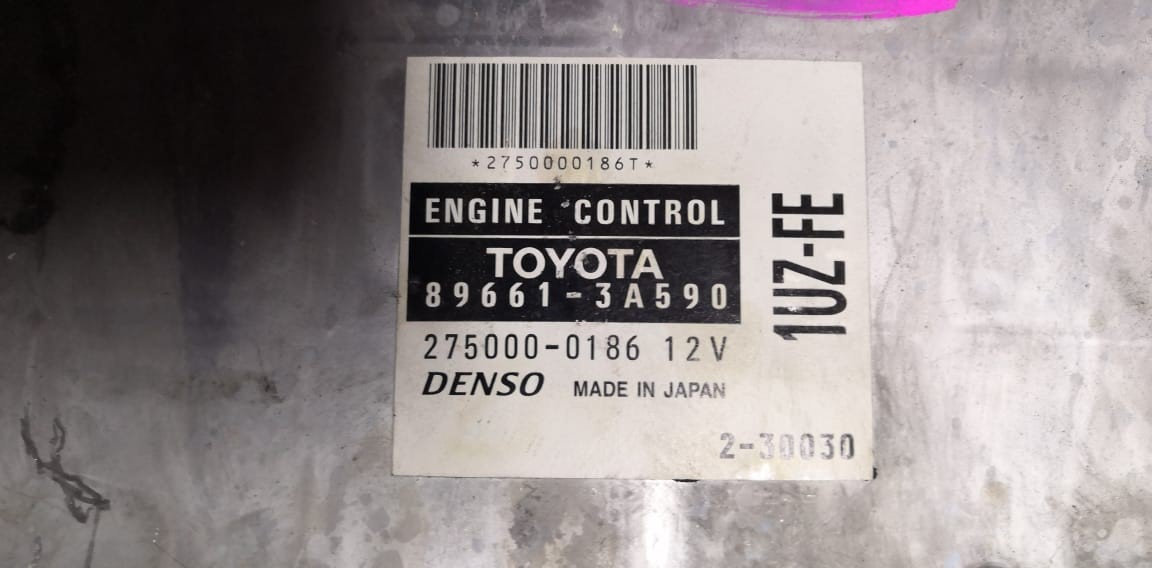 *2750000186T*
ENGINE CONTROL
TOYOTA
89661-3A590
275000-0186 12V
DENSO MADE IN JAPAN
2-30030
1UZ-FE